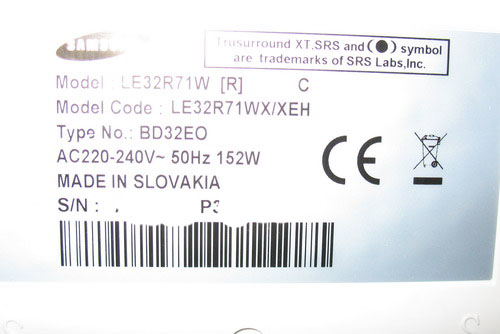 SAMSUNG
Trusurround XT,SRS and (●) symbol
are trademarks of SRS Labs,Inc.
Model : LE32R71W [R] C
Model Code : LE32R71WX/XEH
Type No.: BD32EO
AC220-240V~ 50Hz 152W
MADE IN SLOVAKIA
S/N :
CE